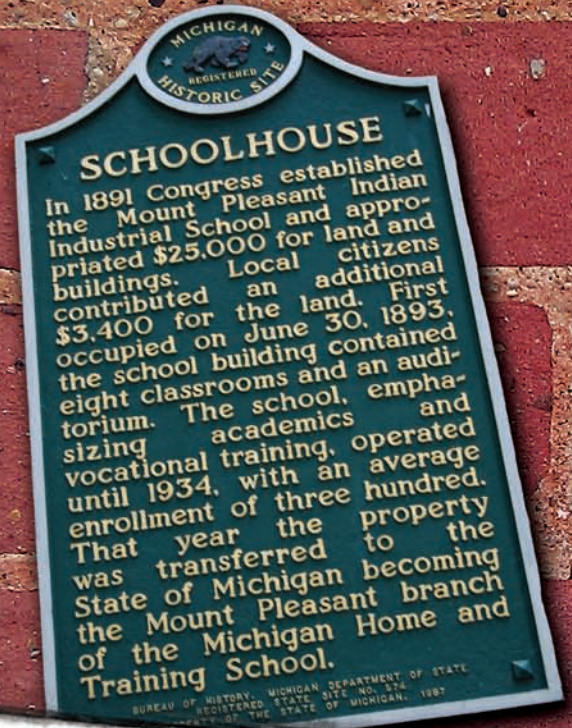 MICHIGAN
REGISTERED
HISTORIC SITE
SCHOOLHOUSE
In 1891 Congress established
the Mount Pleasant Indian
Industrial School and appro-
priated $25,000 for land and
buildings. Local citizens
contributed an additional
$3,400 for the land. First
occupied on June 30, 1893,
the school building contained
eight classrooms and an audi-
torium. The school, empha-
sizing academics and
vocational training, operated
until 1934, with an average
enrollment of three hundred.
That year the property
was transferred to the
State of Michigan becoming
the Mount Pleasant branch
of the Michigan Home and
Training School.
BUREAU OF HISTORY, MICHIGAN DEPARTMENT OF STATE
REGISTERED STATE SITE NO. 574
OF THE STATE OF MICHIGAN, 1987